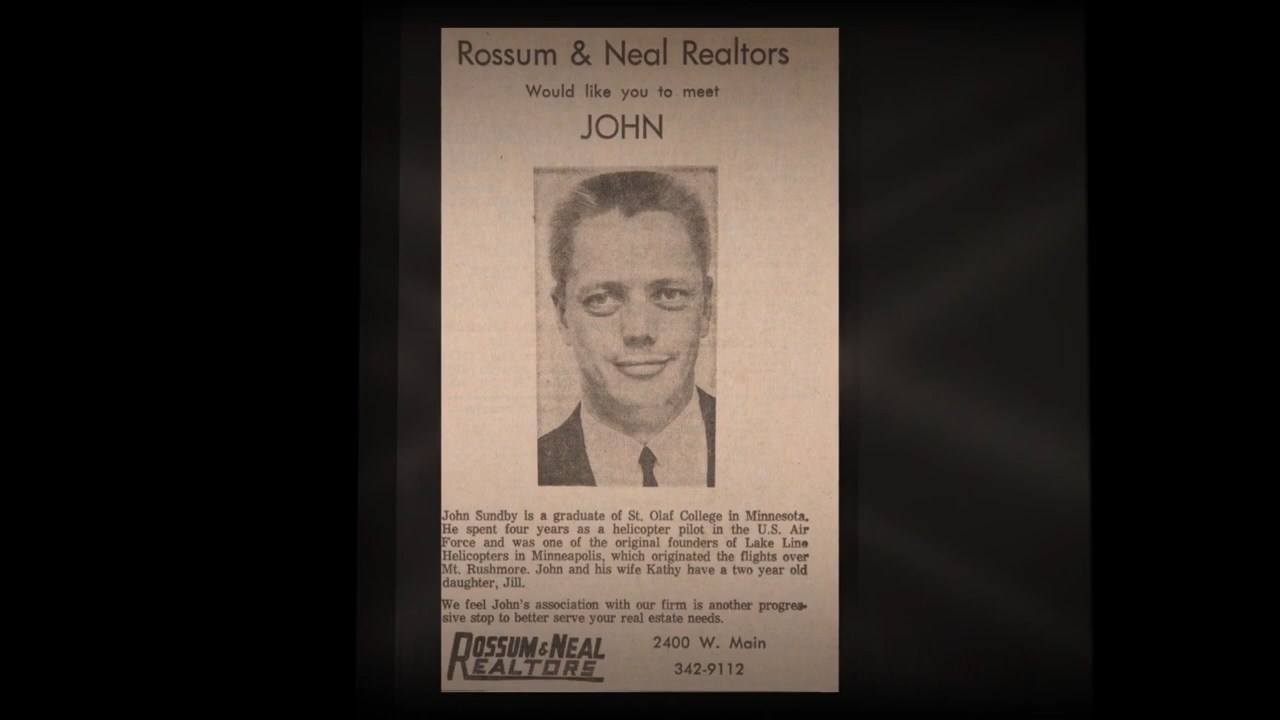 Rossum & Neal Realtors
Would like you to meet
JOHN
John Sundby is a graduate of St. Olaf College in Minnesota.
He spent four years as a helicopter pilot in the U.S. Air
Force and was one of the original founders of Lake Line
Helicopters in Minneapolis, which originated the flights over
Mt. Rushmore. John and his wife Kathy have a two year old
daughter, Jill.
We feel John's association with our firm is another progres-
sive stop to better serve your real estate needs.
ROSSUM & NEAL
REALTORS
2400 W. Main
342-9112